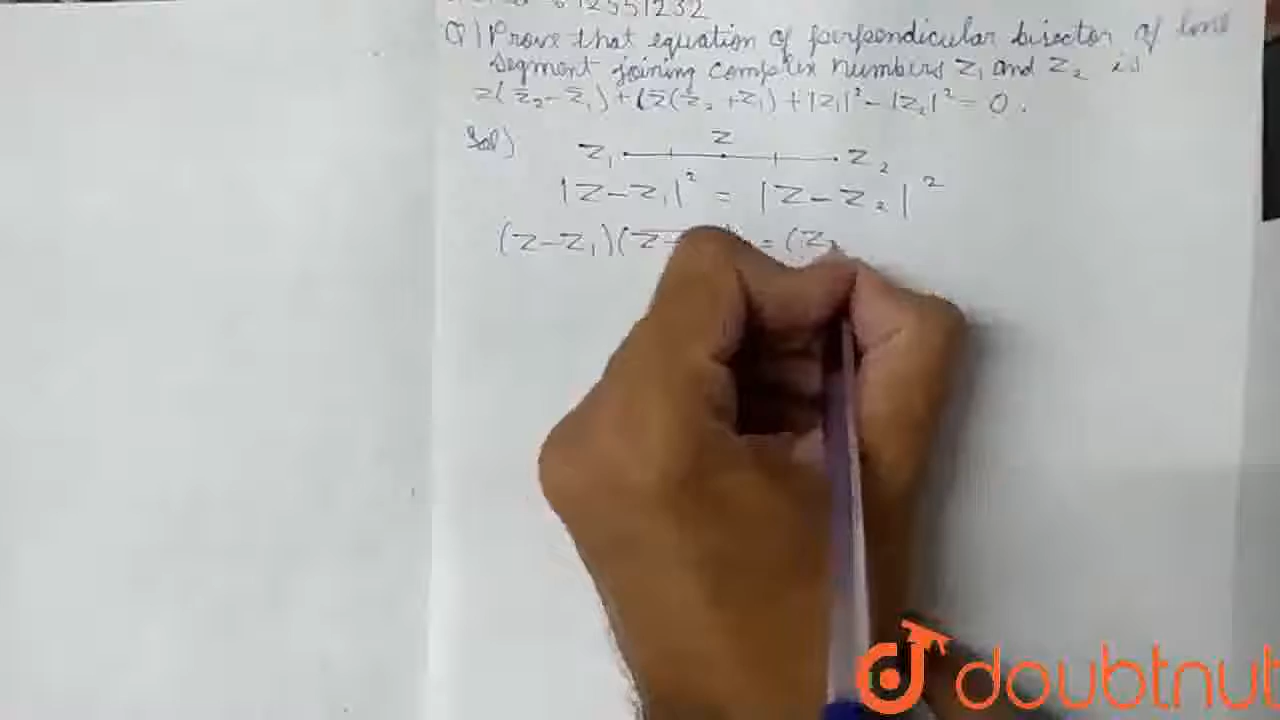 612551232
Q) Prove that equation of perpendicular bisector of line
segment joining complex numbers z₁ and z₂ is
z(z̄₂ - z̄₁) + (z̄(z₂ + z₁) + |z₁|² - |z₂|² = 0.
Sol)
z₁ z z₂
|z - z₁|² = |z - z₂|²
(z - z₁)(z - = (z
doubtnut